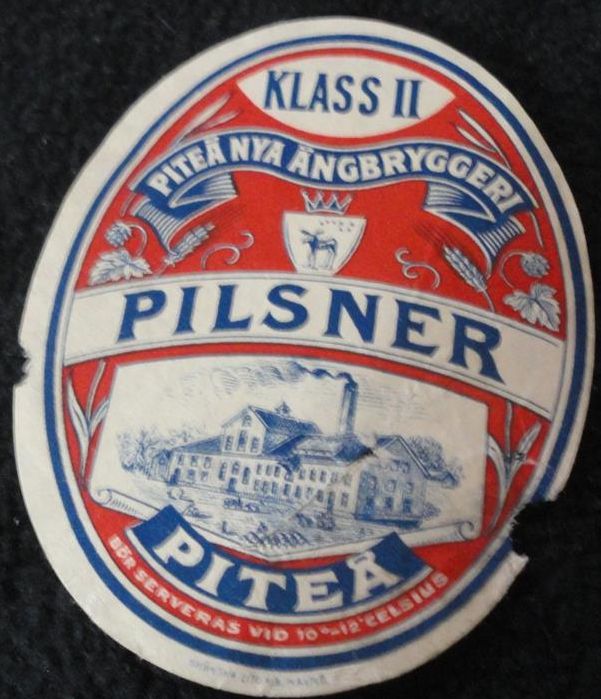 KLASS II
PITEÅ NYA ÅNGBRYGGERI
PILSNER
PITEÅ
BÖR SERVERAS VID 10°-12° CELSIUS